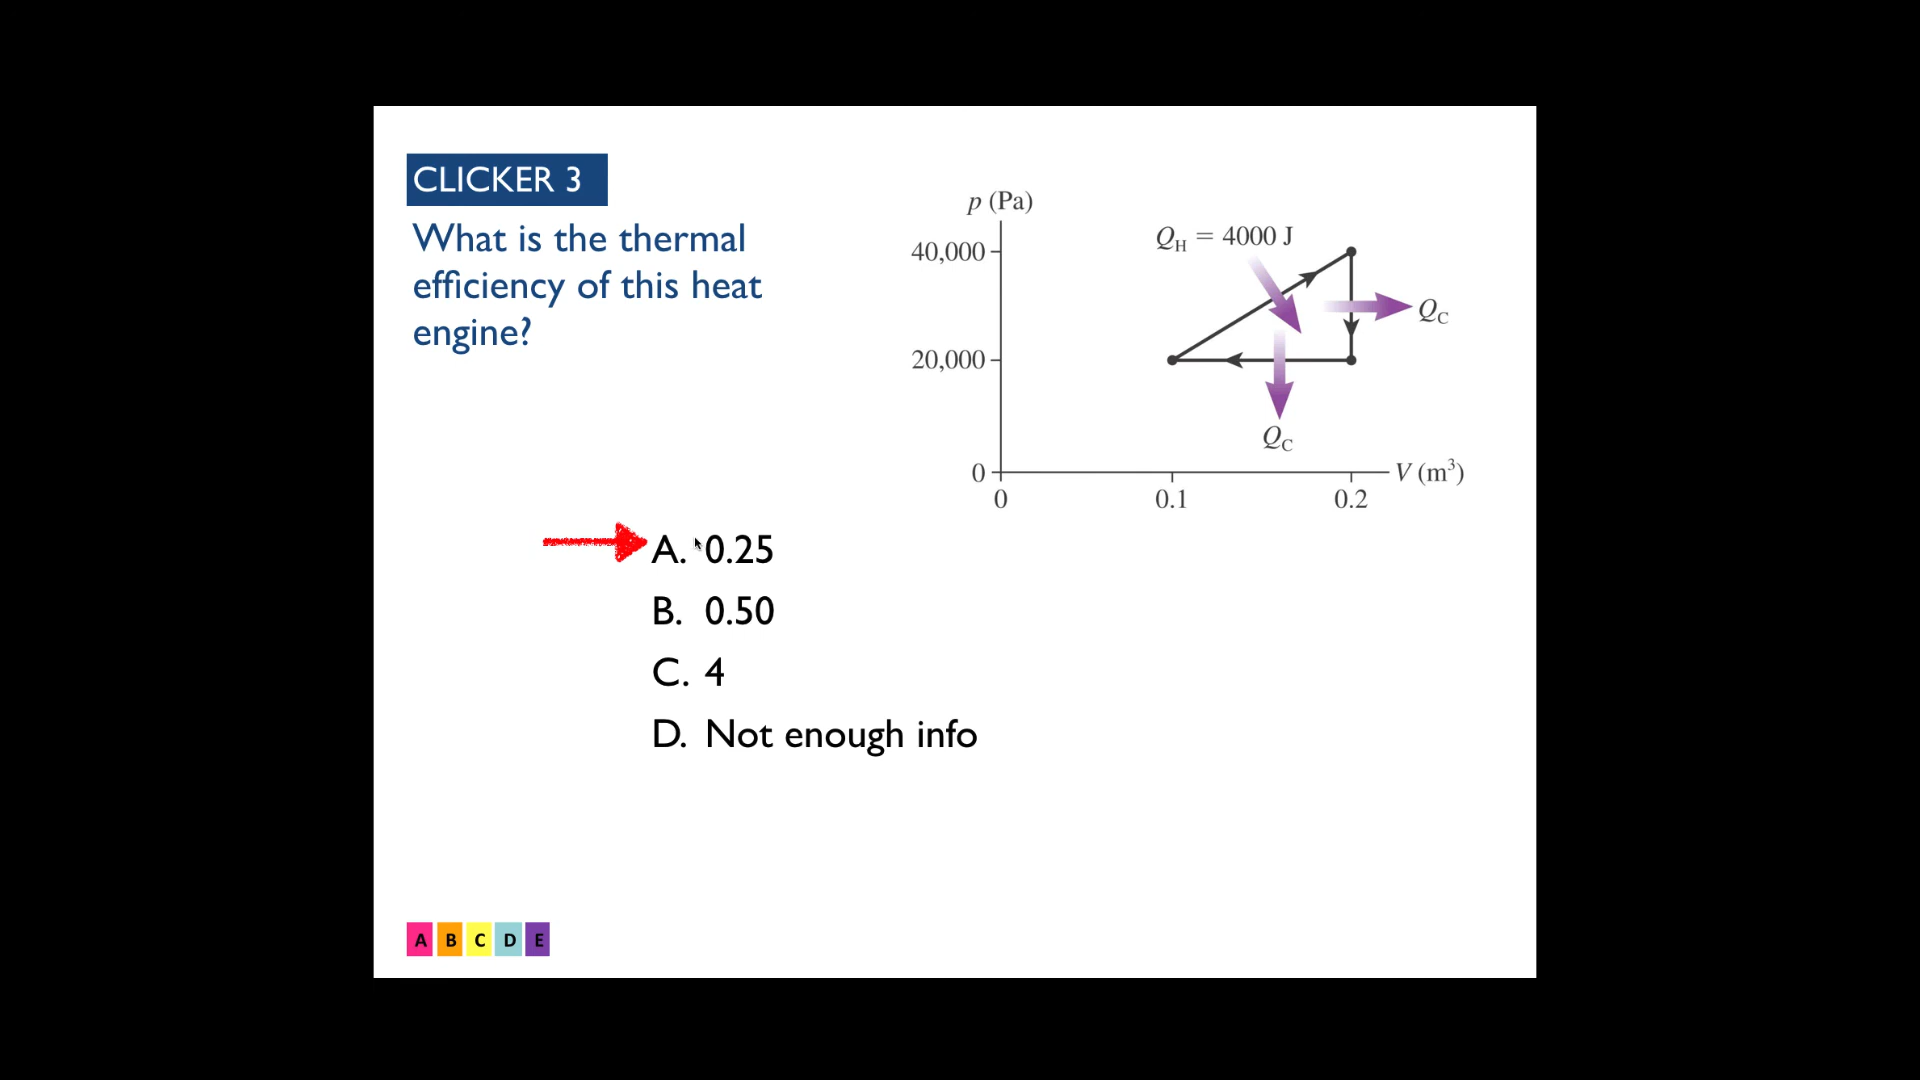 CLICKER 3
What is the thermal
efficiency of this heat
engine?
p (Pa)
40,000
20,000
0
0
0.1
0.2
V (m³)
Q_H = 4000 J
Q_C
Q_C
A. 0.25
B. 0.50
C. 4
D. Not enough info
A B C D E